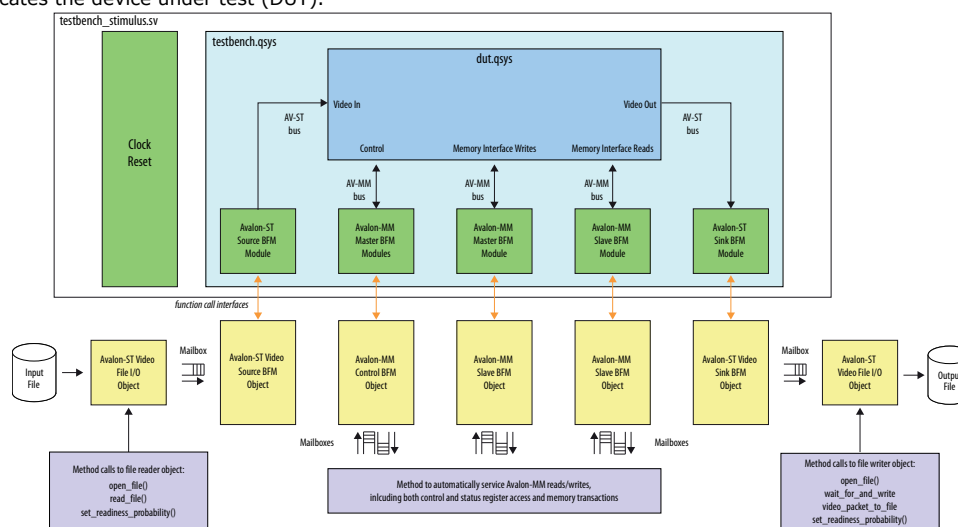 cates the device under test (DUT).
testbench_stimulus.sv
testbench.qsys
dut.qsys
Video In
Video Out
AV-ST
bus
AV-ST
bus
Clock
Reset
Control
Memory Interface Writes
Memory Interface Reads
AV-MM
bus
AV-MM
bus
AV-MM
bus
Avalon-ST
Source BFM
Module
Avalon-MM
Master BFM
Modules
Avalon-MM
Master BFM
Module
Avalon-MM
Slave BFM
Module
Avalon-ST
Sink BFM
Module
function call interfaces
Input
File
Avalon-ST Video
File I/O
Object
Mailbox
Avalon-ST Video
Source BFM
Object
Avalon-MM
Control BFM
Object
Avalon-MM
Slave BFM
Object
Avalon-MM
Slave BFM
Object
Avalon-ST Video
Sink BFM
Object
Mailbox
Avalon-ST
Video File I/O
Object
Output
File
Mailboxes
Mailboxes
Method calls to file reader object:
open_file()
read_file()
set_readiness_probability()
Method to automatically service Avalon-MM reads/writes,
inlcuding both control and status register access and memory transactions
Method calls to file writer object:
open_file()
wait_for_and_write
video_packet_to_file
set_readiness_probability()